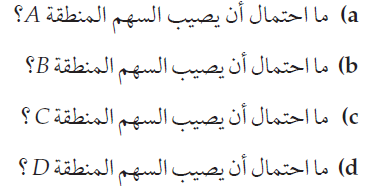 a) ما احتمال أن يصيب السهم المنطقة A؟
b) ما احتمال أن يصيب السهم المنطقة B؟
c) ما احتمال أن يصيب السهم المنطقة C؟
d) ما احتمال أن يصيب السهم المنطقة D؟